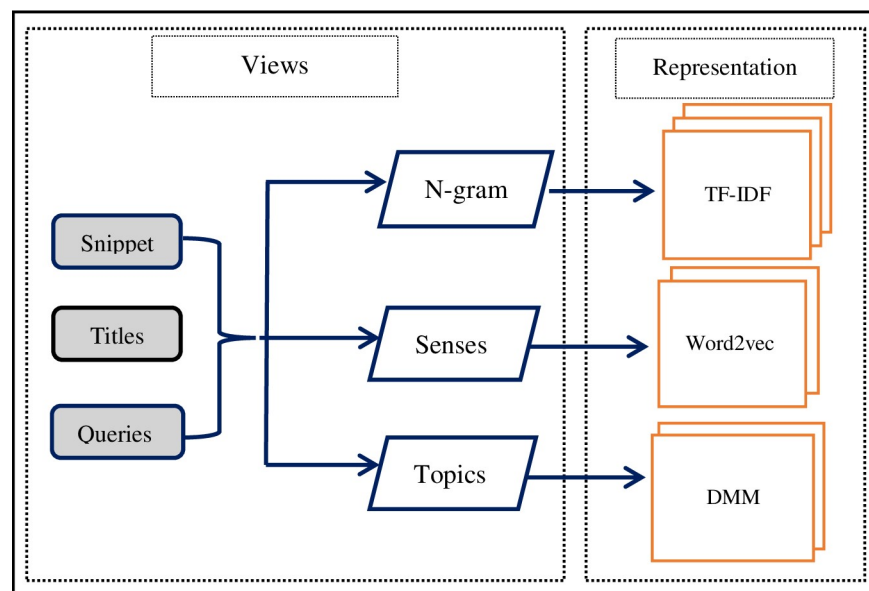 Views
Representation
Snippet
Titles
Queries
N-gram
Senses
Topics
TF-IDF
Word2vec
DMM